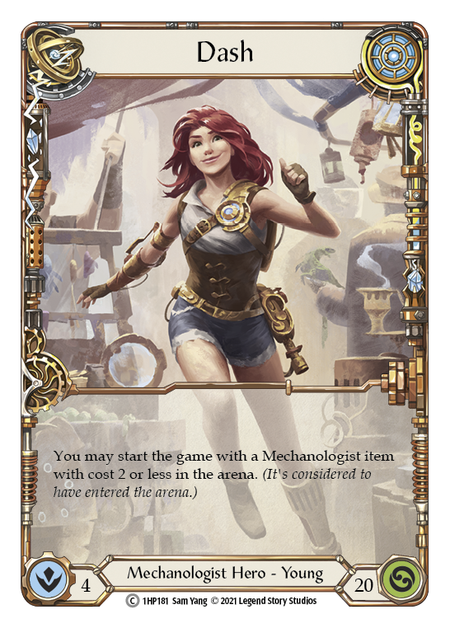 Dash
You may start the game with a Mechanologist item
with cost 2 or less in the arena. (It's considered to
have entered the arena.)
4
Mechanologist Hero - Young
20
© 1HP181 Sam Yang © 2021 Legend Story Studios